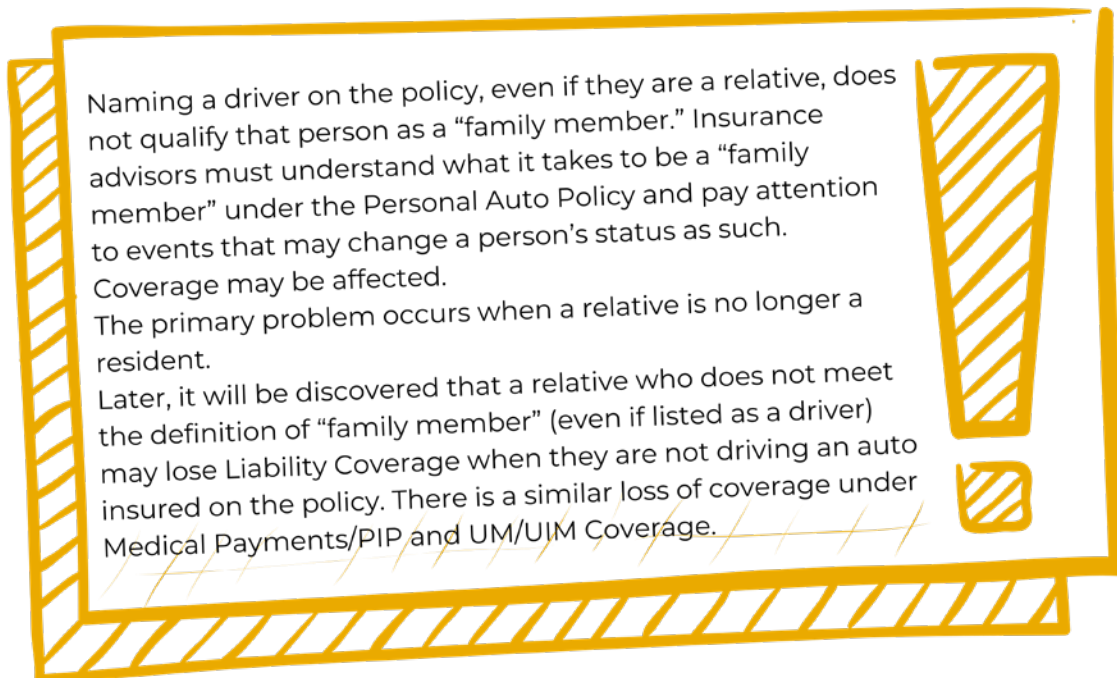 Naming a driver on the policy, even if they are a relative, does
not qualify that person as a “family member.” Insurance
advisors must understand what it takes to be a “family
member” under the Personal Auto Policy and pay attention
to events that may change a person’s status as such.
Coverage may be affected.
The primary problem occurs when a relative is no longer a
resident.
Later, it will be discovered that a relative who does not meet
the definition of “family member” (even if listed as a driver)
may lose Liability Coverage when they are not driving an auto
insured on the policy. There is a similar loss of coverage under
Medical Payments/PIP and UM/UIM Coverage.